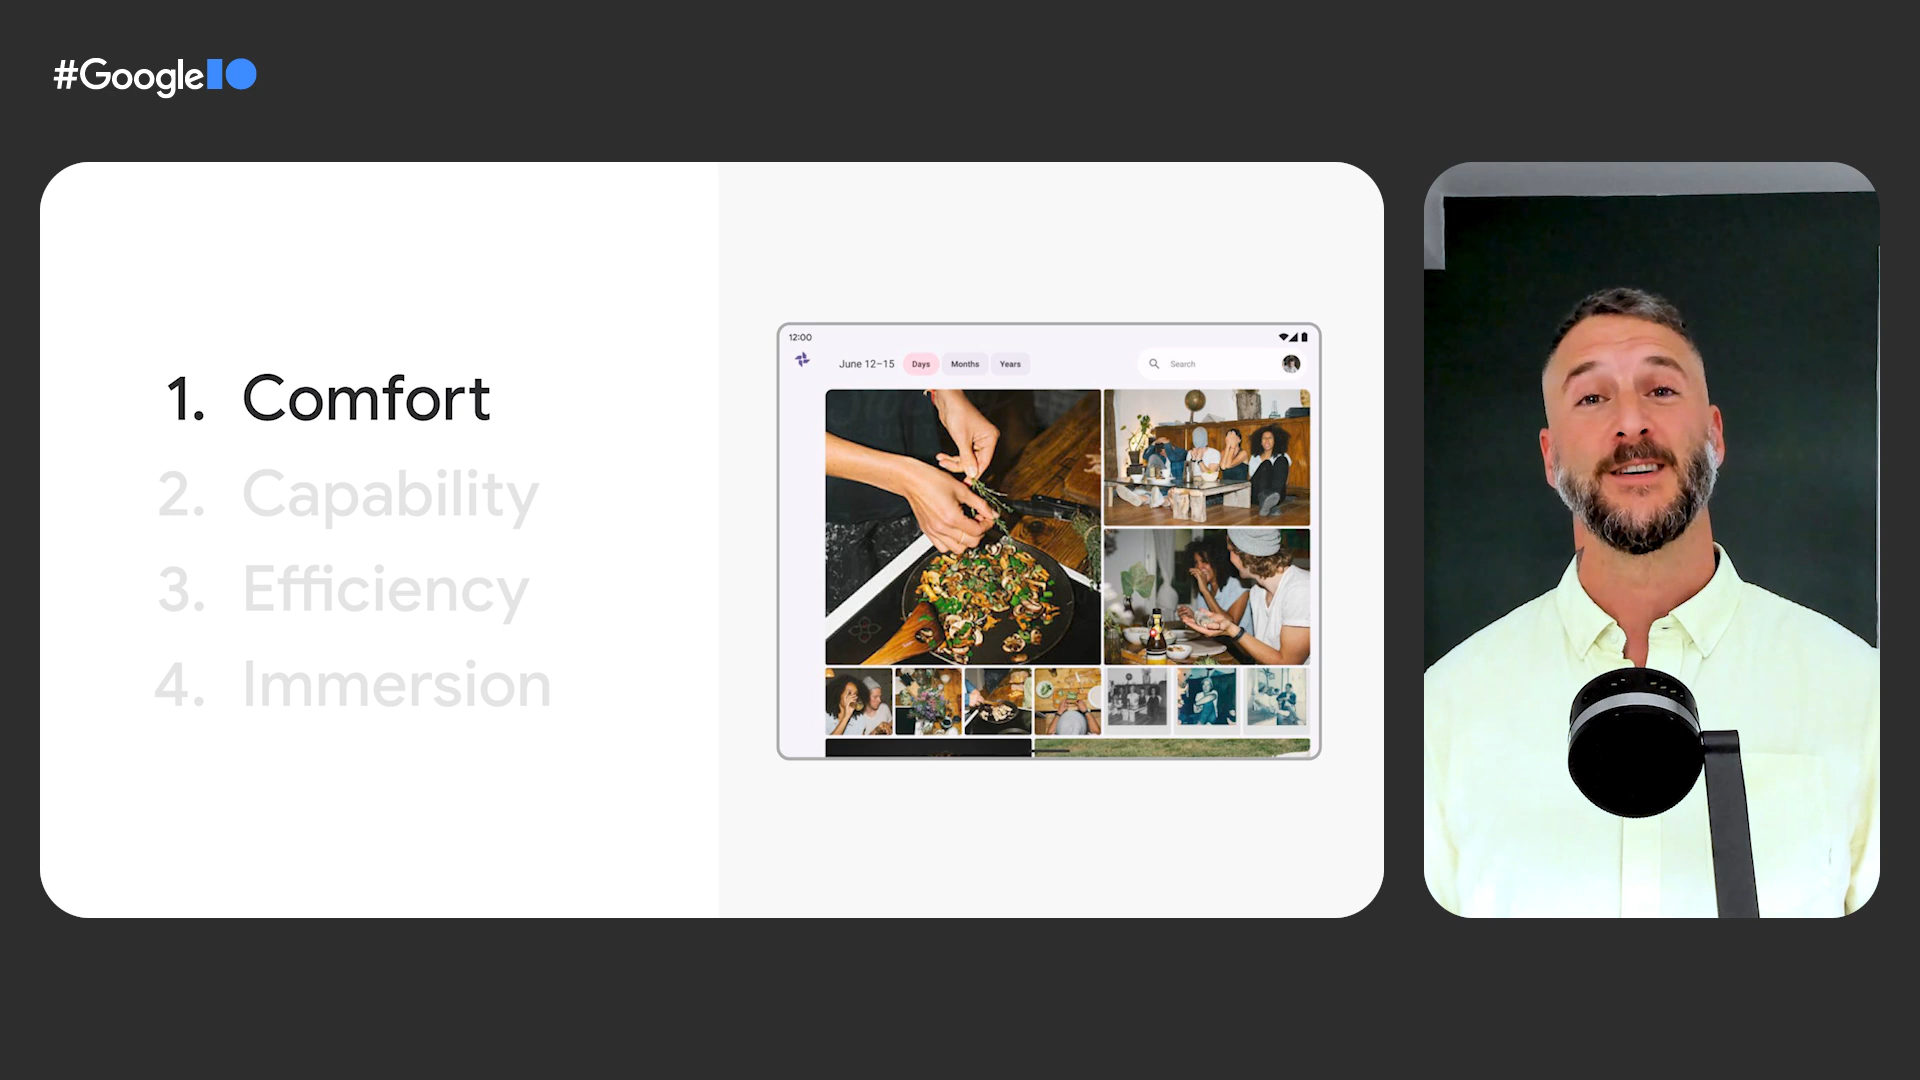 #GoogleIO
1. Comfort
2. Capability
3. Efficiency
4. Immersion
12:00
June 12–15 Days Months Years Search